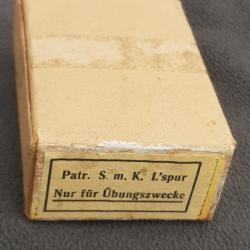 Patr. S. m. K. L'spur
Nur für Übungszwecke